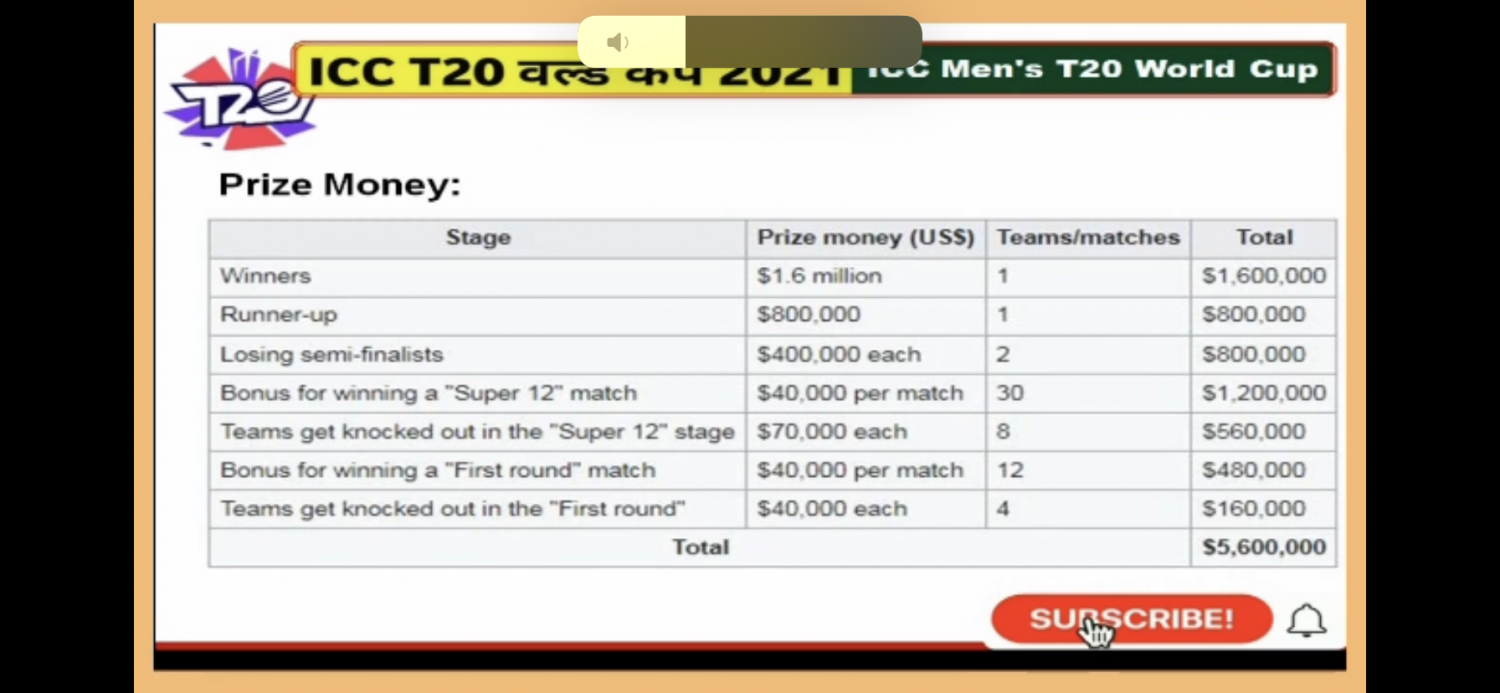 T20
ICC T20 वर्ल्ड कप 2021 ICC Men's T20 World Cup
Prize Money:
Stage Prize money (US$) Teams/matches Total
Winners $1.6 million 1 $1,600,000
Runner-up $800,000 1 $800,000
Losing semi-finalists $400,000 each 2 $800,000
Bonus for winning a "Super 12" match $40,000 per match 30 $1,200,000
Teams get knocked out in the "Super 12" stage $70,000 each 8 $560,000
Bonus for winning a "First round" match $40,000 per match 12 $480,000
Teams get knocked out in the "First round" $40,000 each 4 $160,000
Total $5,600,000
SUBSCRIBE!